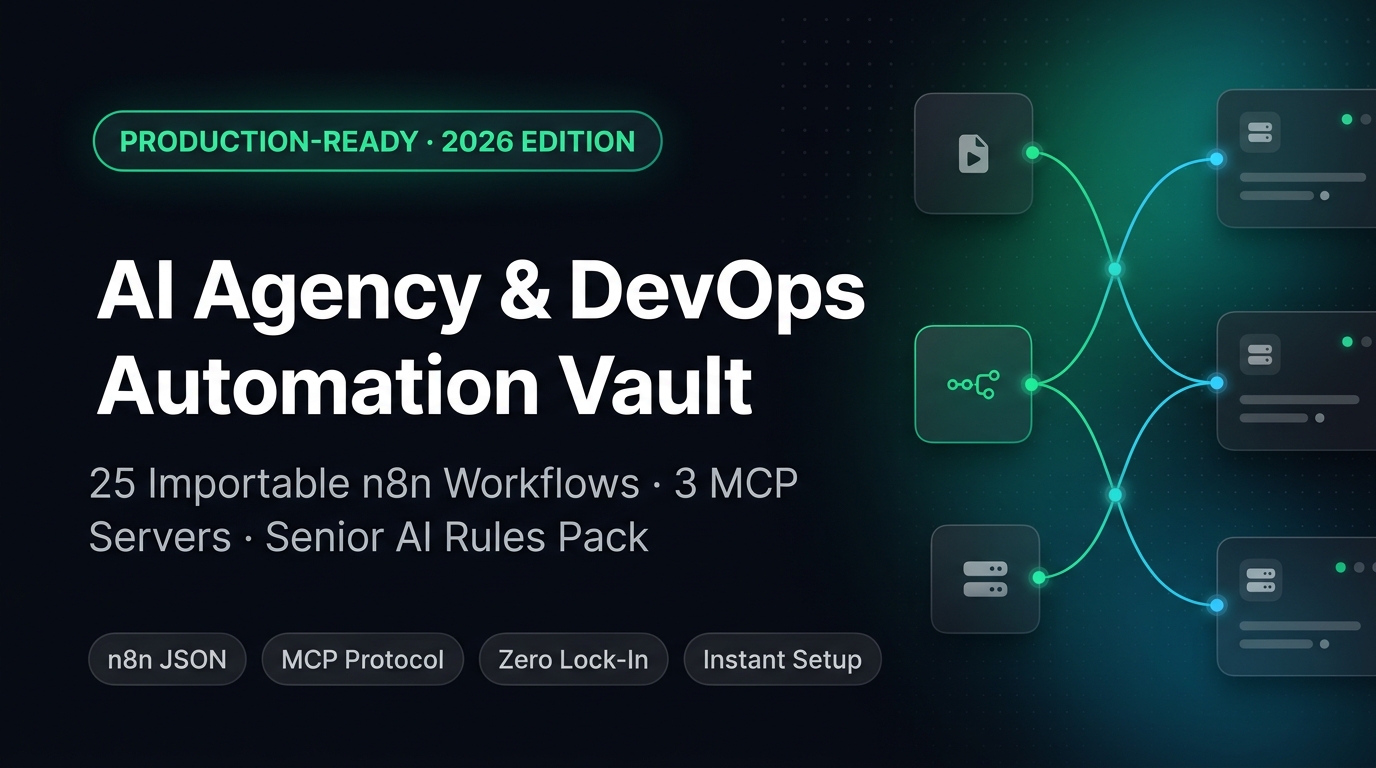 PRODUCTION-READY · 2026 EDITION
AI Agency & DevOps
Automation Vault
25 Importable n8n Workflows · 3 MCP
Servers · Senior AI Rules Pack
n8n JSON
MCP Protocol
Zero Lock-In
Instant Setup